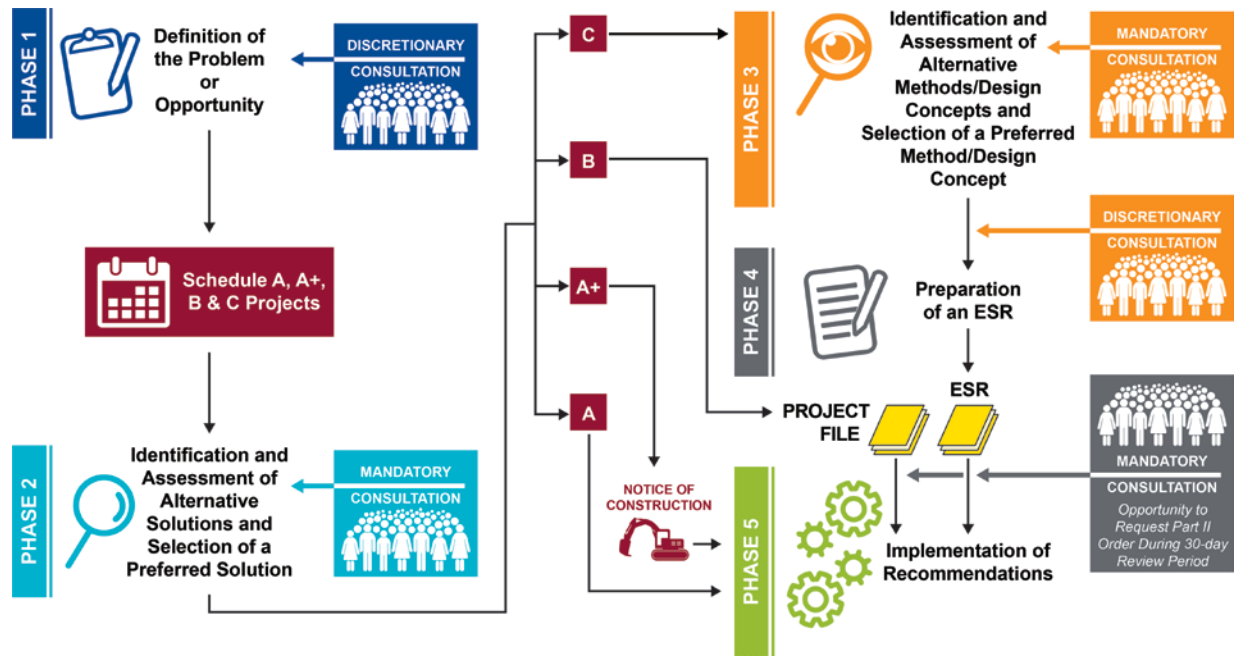 PHASE 1
Definition of
the Problem
or
Opportunity
DISCRETIONARY
CONSULTATION
Schedule A, A+,
B & C Projects
PHASE 2
Identification and
Assessment of
Alternative
Solutions and
Selection of a
Preferred Solution
MANDATORY
CONSULTATION
C
B
A+
A
NOTICE OF
CONSTRUCTION
PHASE 3
Identification and
Assessment of
Alternative
Methods/Design
Concepts and
Selection of a Preferred
Method/Design
Concept
MANDATORY
CONSULTATION
DISCRETIONARY
CONSULTATION
PHASE 4
Preparation
of an ESR
PROJECT
FILE
ESR
MANDATORY
CONSULTATION
Opportunity to
Request Part II
Order During 30-day
Review Period
PHASE 5
Implementation of
Recommendations